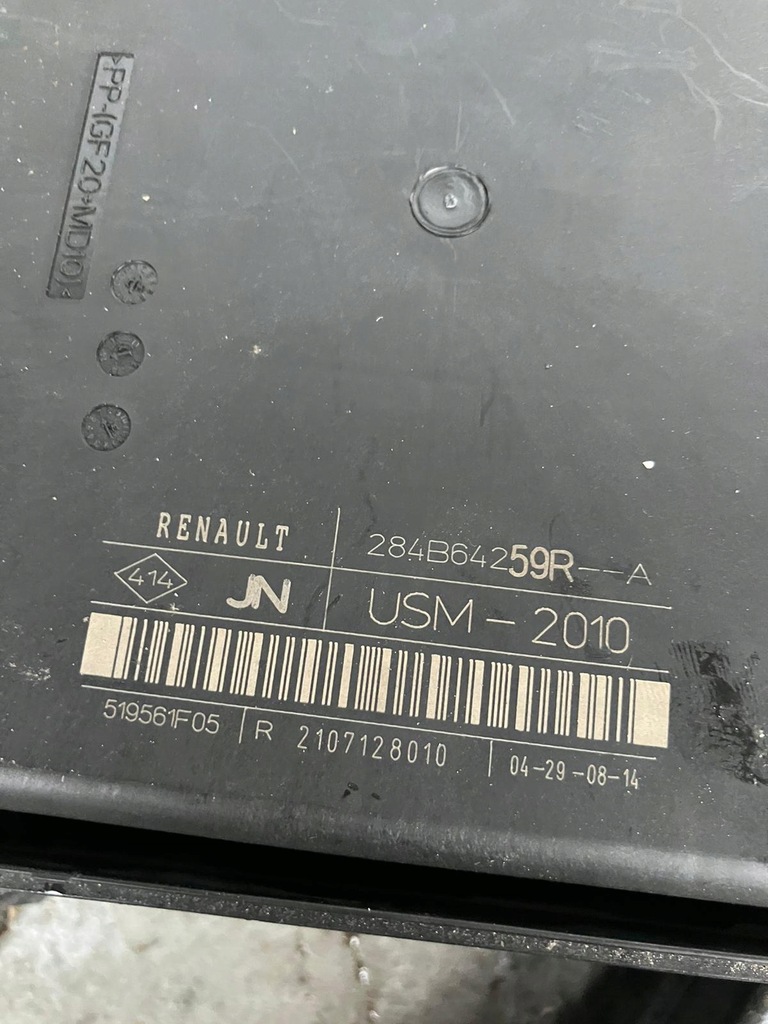 >PP-(GF20+MD10)<
RENAULT 284B64259R--A
414 JN USM-2010
519561F05 R 2107128010 04-29-08-14